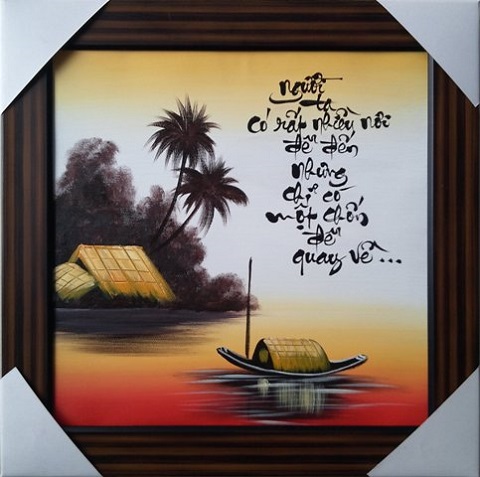 người
ta
có rất nhiều nơi
để đến
nhưng
chỉ có
một chốn
để
quay về...